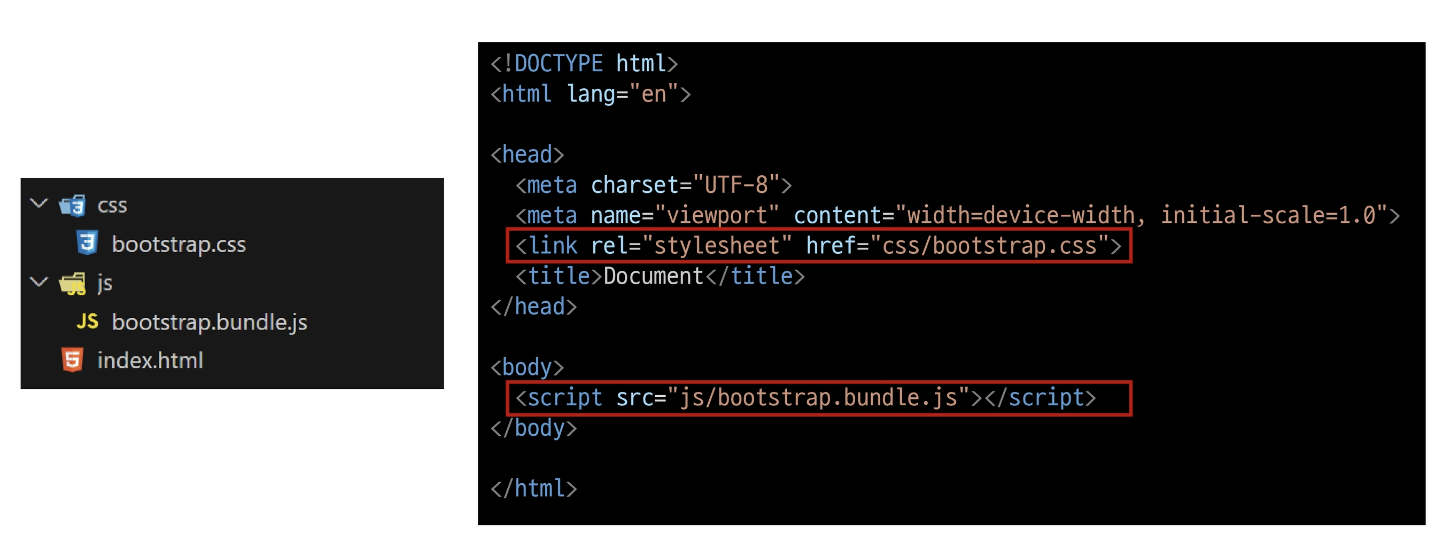 css
bootstrap.css
js
JS bootstrap.bundle.js
index.html
<!DOCTYPE html>
<html lang="en">
<head>
<meta charset="UTF-8">
<meta name="viewport" content="width=device-width, initial-scale=1.0">
<link rel="stylesheet" href="css/bootstrap.css">
<title>Document</title>
</head>
<body>
<script src="js/bootstrap.bundle.js"></script>
</body>
</html>